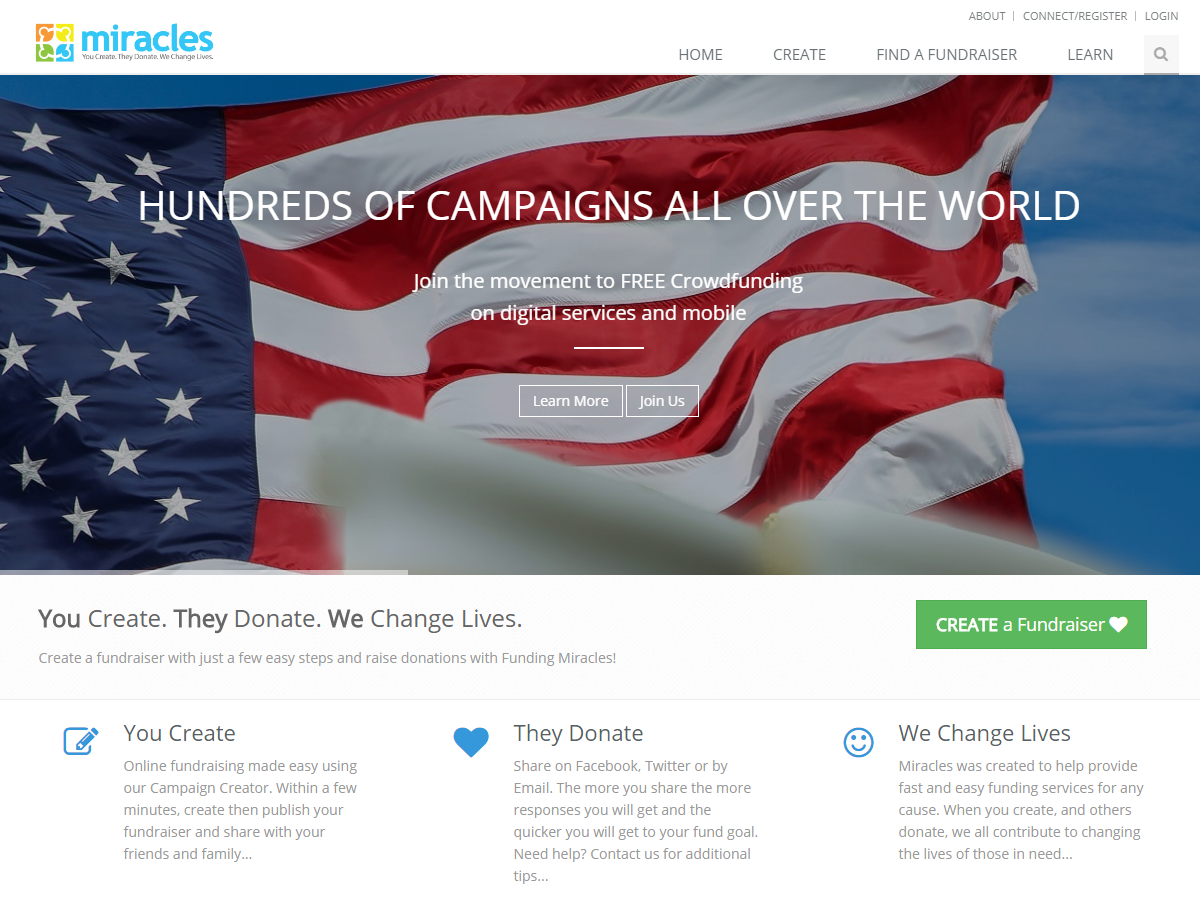 ABOUT CONNECT/REGISTER LOGIN
miracles
You Create. They Donate. We Change Lives.
HOME CREATE FIND A FUNDRAISER LEARN
HUNDREDS OF CAMPAIGNS ALL OVER THE WORLD
Join the movement to FREE Crowdfunding
on digital services and mobile
Learn More Join Us
You Create. They Donate. We Change Lives.
CREATE a Fundraiser
Create a fundraiser with just a few easy steps and raise donations with Funding Miracles!
You Create
Online fundraising made easy using
our Campaign Creator. Within a few
minutes, create then publish your
fundraiser and share with your
friends and family...
They Donate
Share on Facebook, Twitter or by
Email. The more you share the more
responses you will get and the
quicker you will get to your fund goal.
Need help? Contact us for additional
tips...
We Change Lives
Miracles was created to help provide
fast and easy funding services for any
cause. When you create, and others
donate, we all contribute to changing
the lives of those in need...